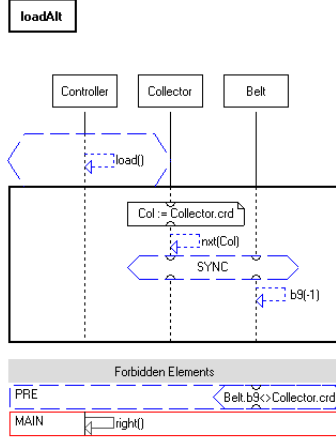 loadAlt
Controller Collector Belt
load()
Col := Collector.crd
nxt(Col)
SYNC
b9(-1)
Forbidden Elements
PRE Belt.b9<>Collector.crd
MAIN right()